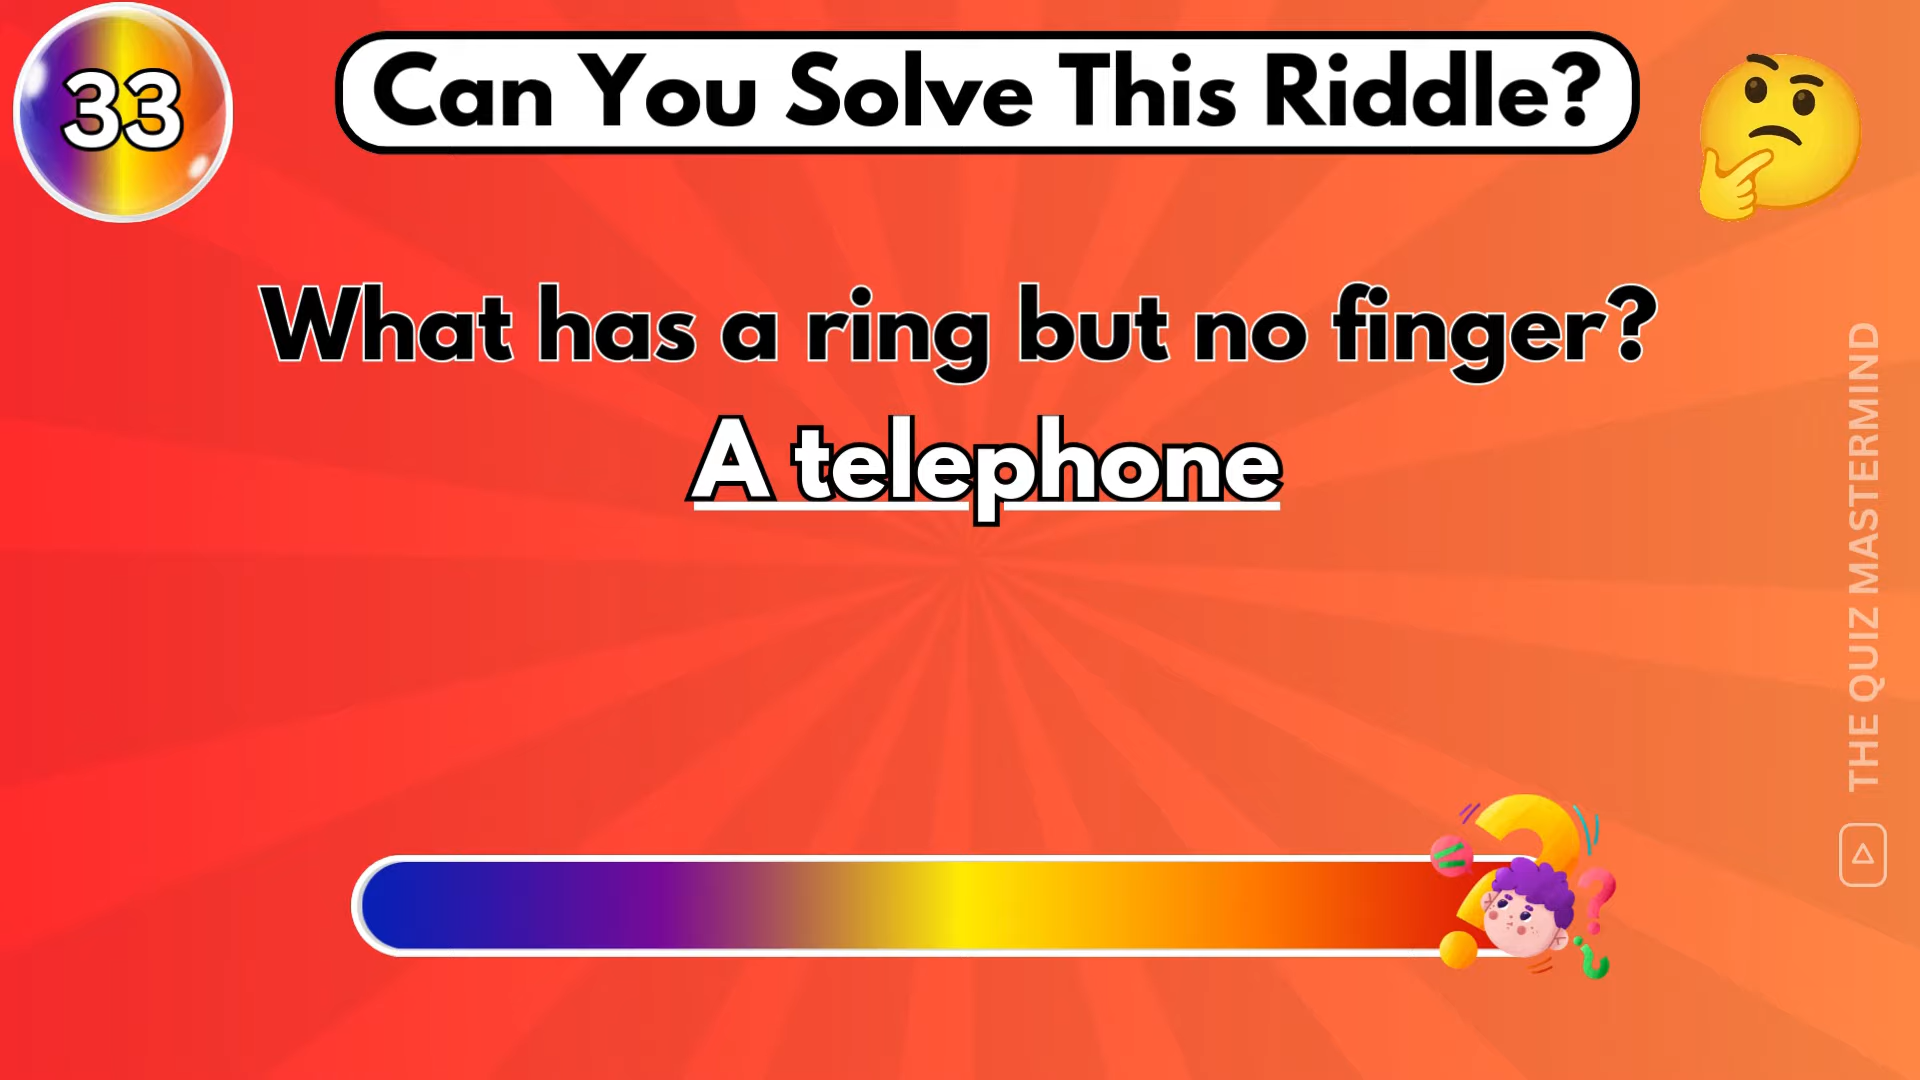 33
Can You Solve This Riddle?
What has a ring but no finger?
A telephone
THE QUIZ MASTERMIND